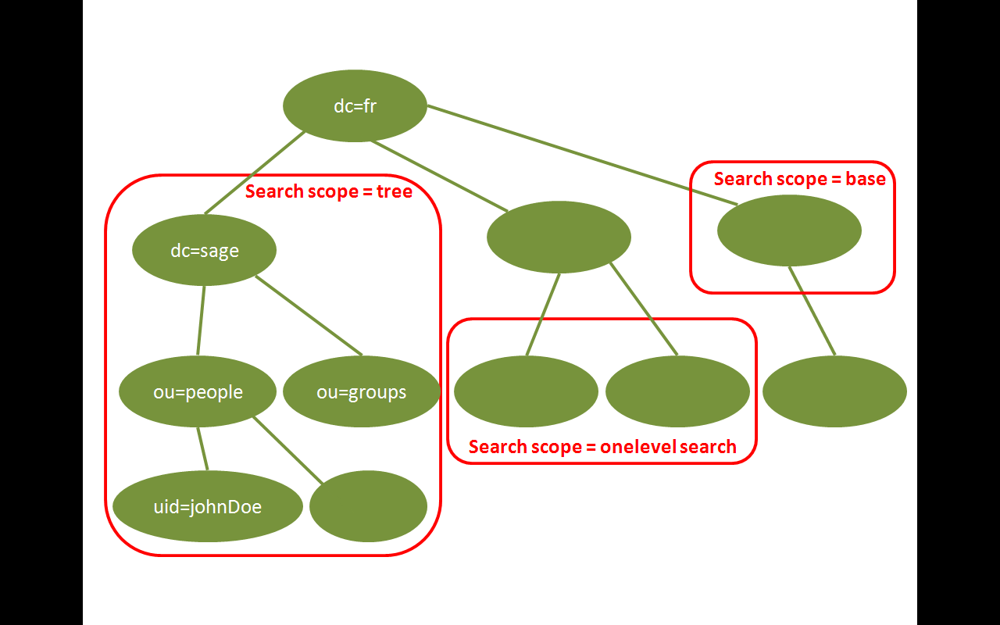 dc=fr
Search scope = base
Search scope = tree
dc=sage
ou=people
ou=groups
Search scope = onelevel search
uid=johnDoe